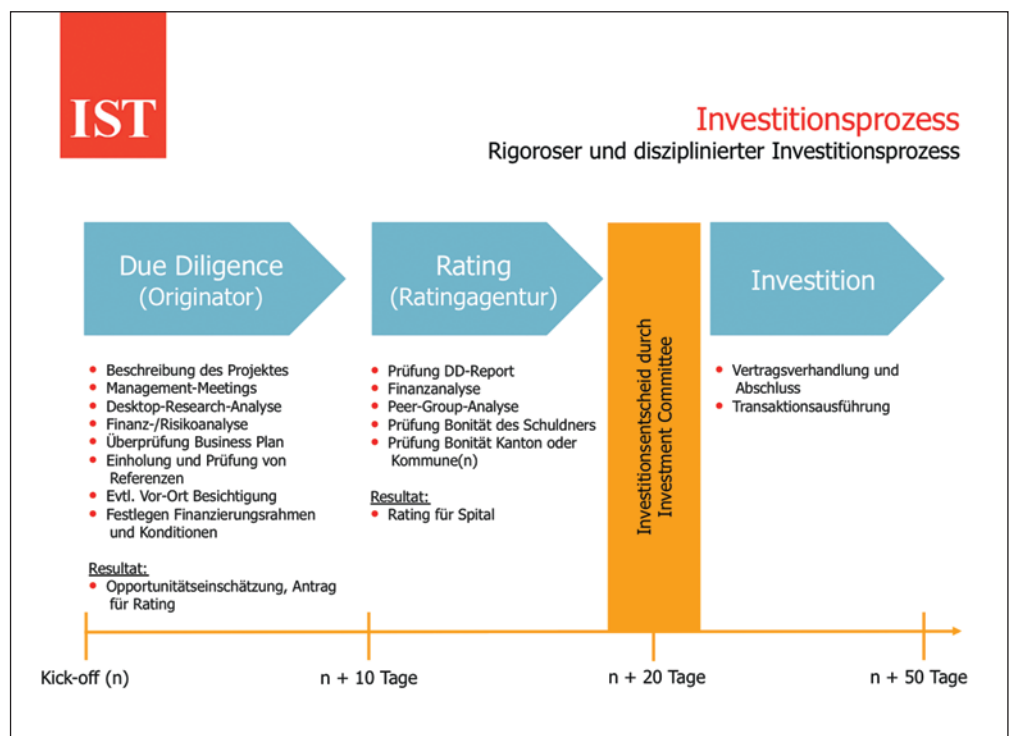 IST
Investitionsprozess
Rigoroser und disziplinierter Investitionsprozess
Due Diligence
(Originator)
• Beschreibung des Projektes
• Management-Meetings
• Desktop-Research-Analyse
• Finanz-/Risikoanalyse
• Überprüfung Business Plan
• Einholung und Prüfung von
Referenzen
• Evtl. Vor-Ort Besichtigung
• Festlegen Finanzierungsrahmen
und Konditionen
Resultat:
• Opportunitätseinschätzung, Antrag
für Rating
Rating
(Ratingagentur)
• Prüfung DD-Report
• Finanzanalyse
• Peer-Group-Analyse
• Prüfung Bonität des Schuldners
• Prüfung Bonität Kanton oder
Kommune(n)
Resultat:
• Rating für Spital
Investitionsentscheid durch
Investment Committee
Investition
• Vertragsverhandlung und
Abschluss
• Transaktionsausführung
Kick-off (n)
n + 10 Tage
n + 20 Tage
n + 50 Tage